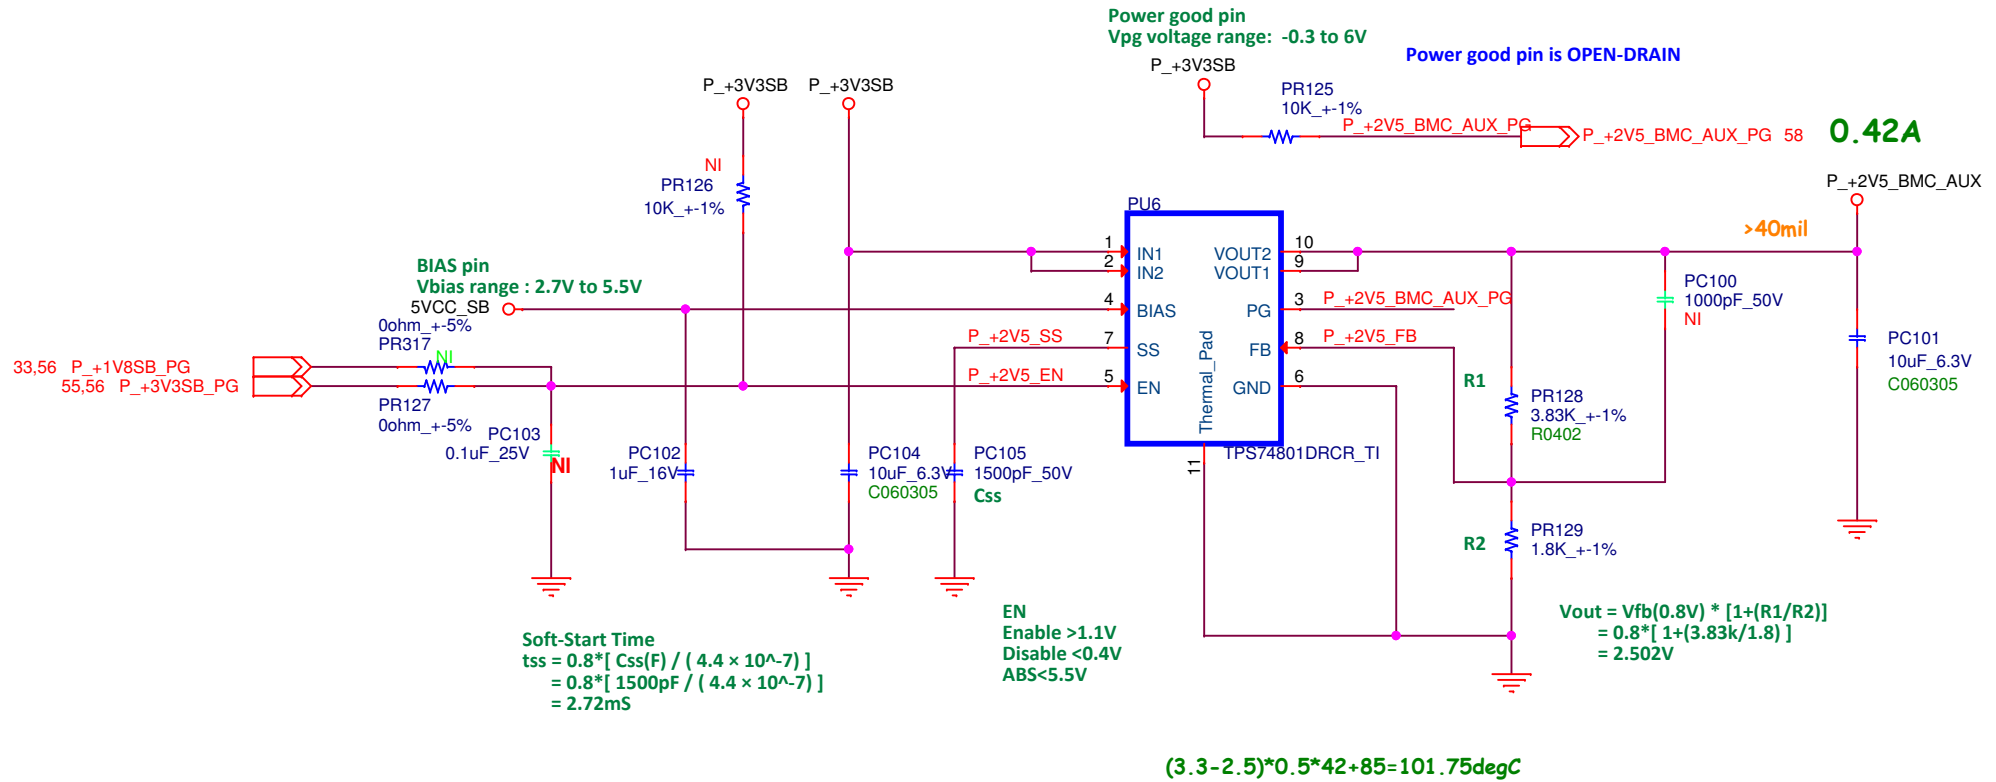 Power good pin
Vpg voltage range:  -0.3 to 6V
Power good pin is OPEN-DRAIN
P_+3V3SB
P_+3V3SB
P_+3V3SB
PR125
10K_+-1%
P_+2V5_BMC_AUX_PG
P_+2V5_BMC_AUX_PG 58
0.42A
P_+2V5_BMC_AUX
>40mil
NI
PR126
10K_+-1%
PU6
1
IN1
2
IN2
4
BIAS
7
SS
5
EN
VOUT2
10
VOUT1
9
PG
3
FB
8
GND
6
Thermal_Pad
11
TPS74801DRCR_TI
BIAS pin
Vbias range : 2.7V to 5.5V
5VCC_SB
0ohm_+-5%
PR317
NI
33,56 P_+1V8SB_PG
55,56 P_+3V3SB_PG
PR127
0ohm_+-5%
PC103
0.1uF_25V
NI
P_+2V5_SS
P_+2V5_EN
P_+2V5_BMC_AUX_PG
P_+2V5_FB
PC102
1uF_16V
PC104
10uF_6.3V
C060305
PC105
1500pF_50V
Css
R1
PR128
3.83K_+-1%
R0402
PC100
1000pF_50V
NI
PC101
10uF_6.3V
C060305
R2
PR129
1.8K_+-1%
Soft-Start Time
tss = 0.8*[ Css(F) / ( 4.4 × 10^-7) ]
= 0.8*[ 1500pF / ( 4.4 × 10^-7) ]
= 2.72mS
EN
Enable >1.1V
Disable <0.4V
ABS<5.5V
Vout = Vfb(0.8V) * [1+(R1/R2)]
= 0.8*[ 1+(3.83k/1.8) ]
= 2.502V
(3.3-2.5)*0.5*42+85=101.75degC